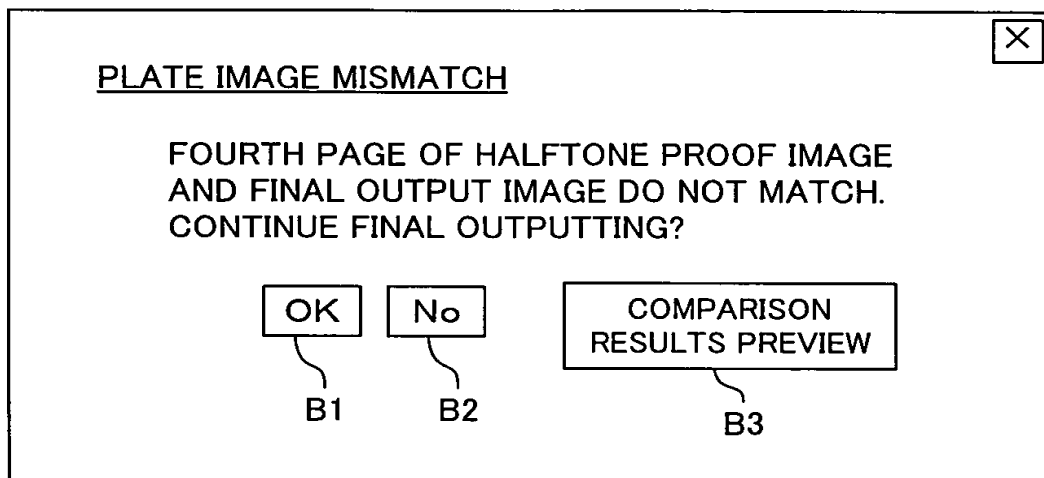 ×
PLATE IMAGE MISMATCH
FOURTH PAGE OF HALFTONE PROOF IMAGE
AND FINAL OUTPUT IMAGE DO NOT MATCH.
CONTINUE FINAL OUTPUTTING?
OK No COMPARISON
RESULTS PREVIEW
B1 B2 B3